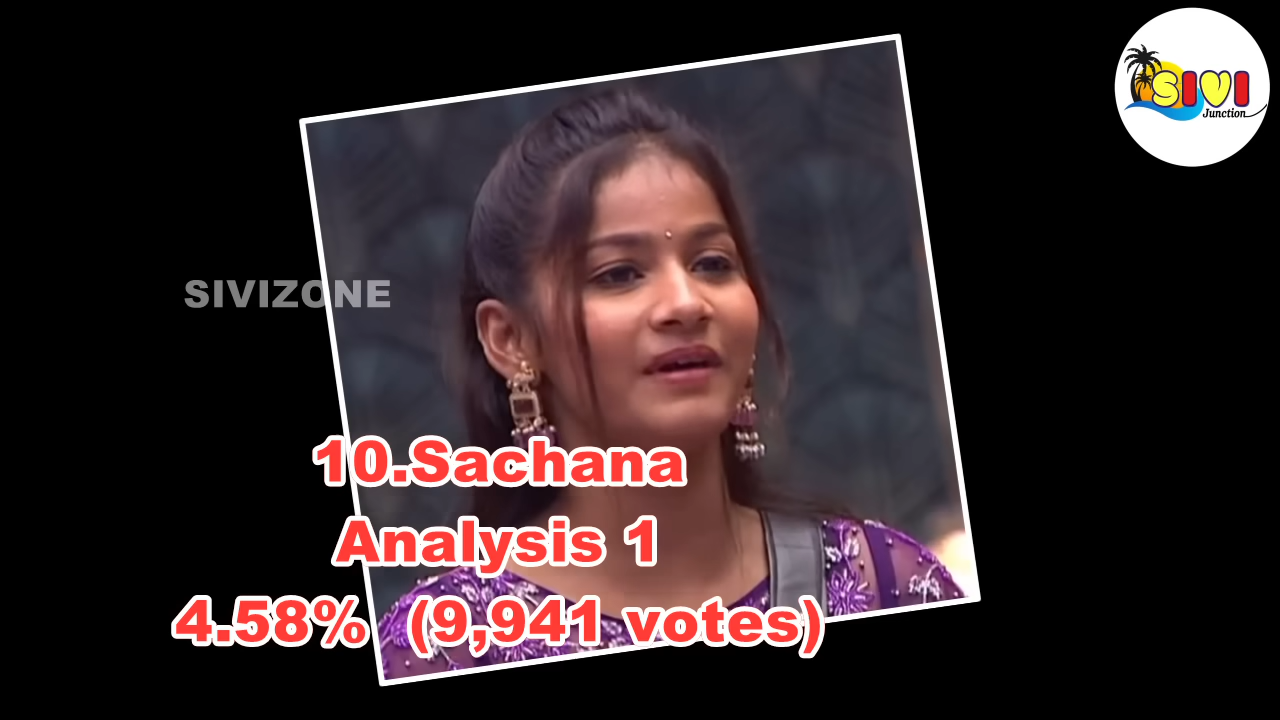 SIVI
Junction
SIVIZONE
10.Sachana
Analysis 1
4.58% (9,941 votes)